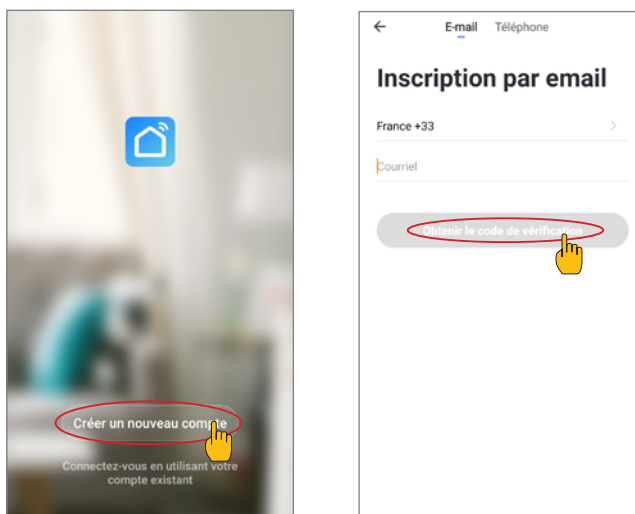 Créer un nouveau compte
Connectez-vous en utilisant votre
compte existant
E-mail Téléphone
Inscription par email
France +33
Courriel
Obtenir le code de vérification